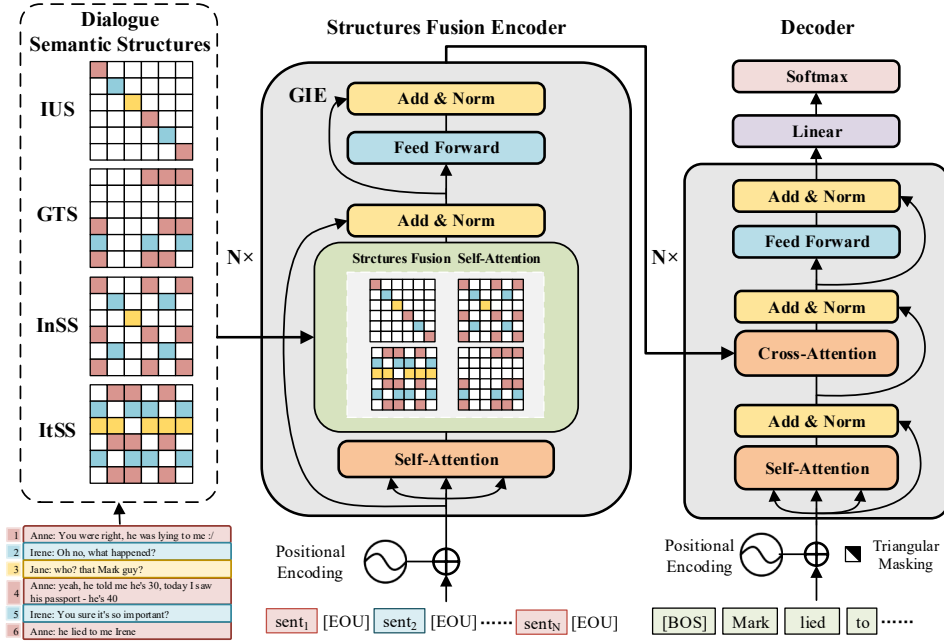 Dialogue
Semantic Structures
IUS
GTS
InSS
ItSS
1 Anne: You were right, he was lying to me :/
2 Irene: Oh no, what happened?
3 Jane: who? that Mark guy?
4 Anne: yeah, he told me he's 30, today I saw
his passport - he's 40
5 Irene: You sure it's so important?
6 Anne: he lied to me Irene
Structures Fusion Encoder
GIE
Add & Norm
Feed Forward
Add & Norm
N×
Strctures Fusion Self-Attention
Self-Attention
Positional
Encoding
sent1 [EOU] sent2 [EOU] ······ sentN [EOU]
Decoder
Softmax
Linear
Add & Norm
Feed Forward
N×
Add & Norm
Cross-Attention
Add & Norm
Self-Attention
Positional
Encoding
Triangular
Masking
[BOS] Mark lied to ······